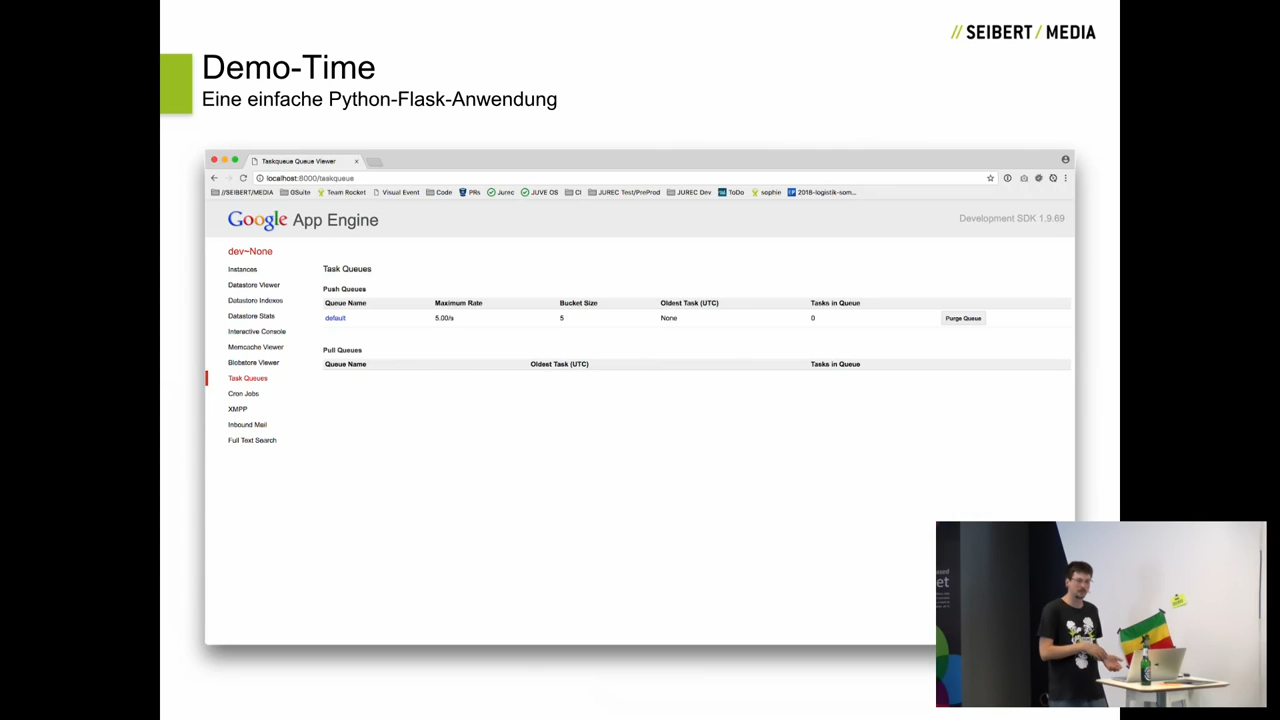 // SEIBERT / MEDIA
Demo-Time
Eine einfache Python-Flask-Anwendung
Taskqueue Queue Viewer
localhost:8000/taskqueue
//SEIBERT/MEDIA GSuite Team Rocket Visual Event Code PRs Jurec JUVE OS CI JUREC Test/PreProd JUREC Dev ToDo sophie 2018-logistik-som...
Google App Engine
Development SDK 1.9.69
dev~None
Instances
Datastore Viewer
Datastore Indexes
Datastore Stats
Interactive Console
Memcache Viewer
Blobstore Viewer
Task Queues
Cron Jobs
XMPP
Inbound Mail
Full Text Search
Task Queues
Push Queues
Queue Name Maximum Rate Bucket Size Oldest Task (UTC) Tasks in Queue
default 5.00/s 5 None 0 Purge Queue
Pull Queues
Queue Name Oldest Task (UTC) Tasks in Queue